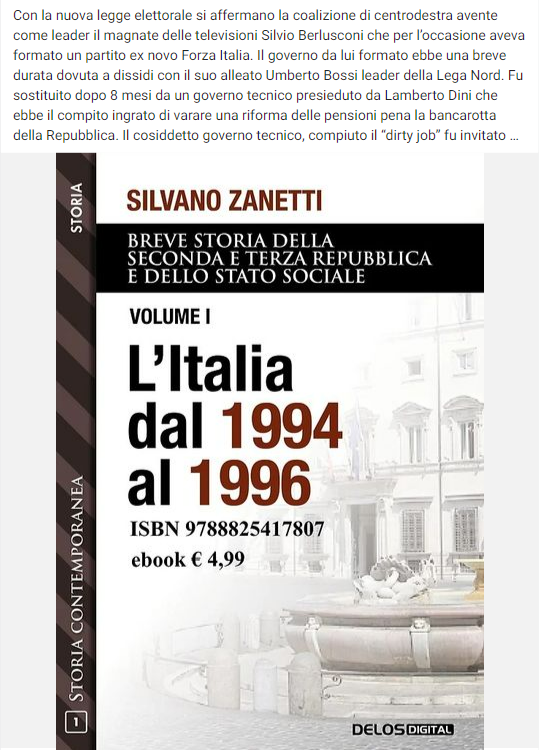 Con la nuova legge elettorale si affermano la coalizione di centrodestra avente
come leader il magnate delle televisioni Silvio Berlusconi che per l’occasione aveva
formato un partito ex novo Forza Italia. Il governo da lui formato ebbe una breve
durata dovuta a dissidi con il suo alleato Umberto Bossi leader della Lega Nord. Fu
sostituito dopo 8 mesi da un governo tecnico presieduto da Lamberto Dini che
ebbe il compito ingrato di varare una riforma delle pensioni pena la bancarotta
della Repubblica. Il cosiddetto governo tecnico, compiuto il “dirty job” fu invitato ...
STORIA
SILVANO ZANETTI
BREVE STORIA DELLA
SECONDA E TERZA REPUBBLICA
E DELLO STATO SOCIALE
VOLUME I
L’Italia
dal 1994
al 1996
ISBN 9788825417807
ebook € 4,99
STORIA CONTEMPORANEA
1
DELOS DIGITAL